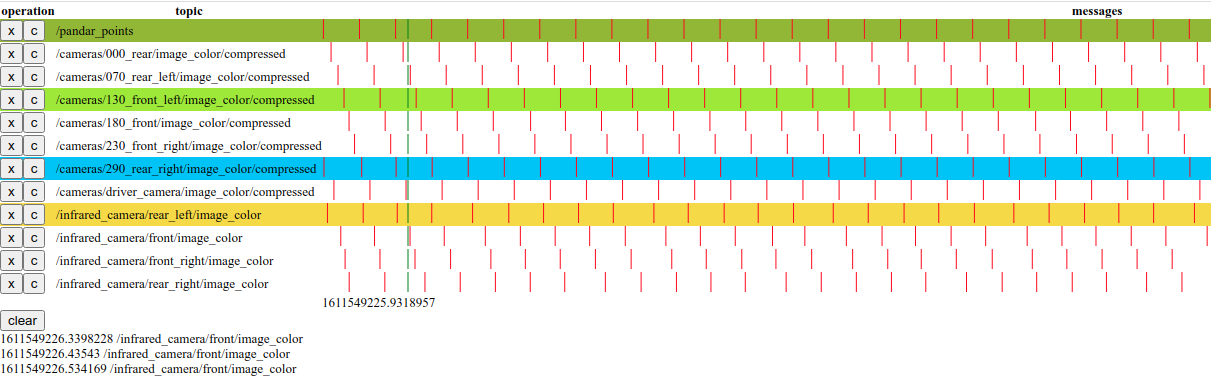 operation topic messages
x c /pandar_points
x c /cameras/000_rear/image_color/compressed
x c /cameras/070_rear_left/image_color/compressed
x c /cameras/130_front_left/image_color/compressed
x c /cameras/180_front/image_color/compressed
x c /cameras/230_front_right/image_color/compressed
x c /cameras/290_rear_right/image_color/compressed
x c /cameras/driver_camera/image_color/compressed
x c /infrared_camera/rear_left/image_color
x c /infrared_camera/front/image_color
x c /infrared_camera/front_right/image_color
x c /infrared_camera/rear_right/image_color
1611549225.9318957
clear
1611549226.3398228 /infrared_camera/front/image_color
1611549226.43543 /infrared_camera/front/image_color
1611549226.534169 /infrared_camera/front/image_color